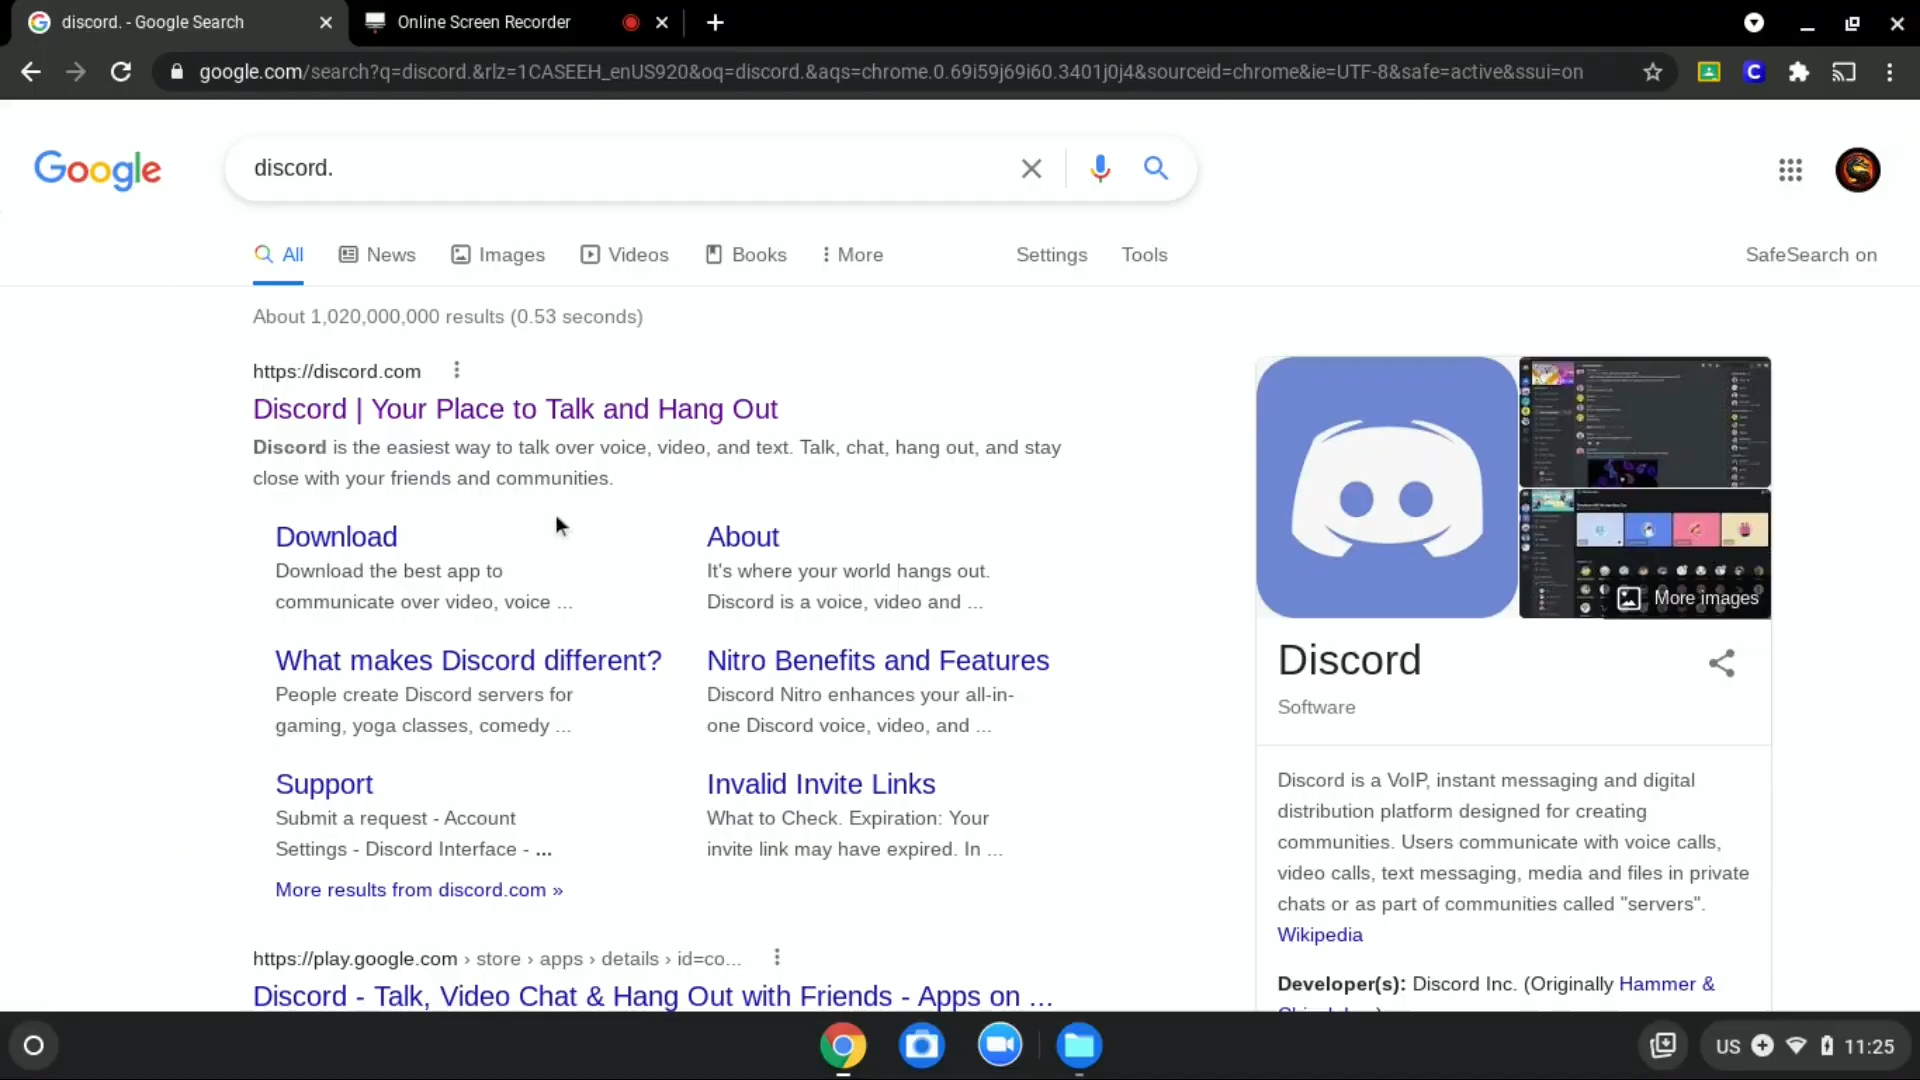 discord. - Google Search
Online Screen Recorder
google.com/search?q=discord.&rlz=1CASEEH_enUS920&oq=discord.&aqs=chrome.0.69i59j69i60.3401j0j4&sourceid=chrome&ie=UTF-8&safe=active&ssui=on
Google
discord.
All News Images Videos Books More Settings Tools SafeSearch on
About 1,020,000,000 results (0.53 seconds)
https://discord.com
Discord | Your Place to Talk and Hang Out
Discord is the easiest way to talk over voice, video, and text. Talk, chat, hang out, and stay
close with your friends and communities.
Download
Download the best app to
communicate over video, voice ...
About
It's where your world hangs out.
Discord is a voice, video and ...
What makes Discord different?
People create Discord servers for
gaming, yoga classes, comedy ...
Nitro Benefits and Features
Discord Nitro enhances your all-in-
one Discord voice, video, and ...
Support
Submit a request - Account
Settings - Discord Interface - ...
Invalid Invite Links
What to Check. Expiration: Your
invite link may have expired. In ...
More results from discord.com »
https://play.google.com › store › apps › details › id=co...
Discord - Talk, Video Chat & Hang Out with Friends - Apps on ...
More images
Discord
Software
Discord is a VoIP, instant messaging and digital
distribution platform designed for creating
communities. Users communicate with voice calls,
video calls, text messaging, media and files in private
chats or as part of communities called "servers".
Wikipedia
Developer(s): Discord Inc. (Originally Hammer &
US 11:25